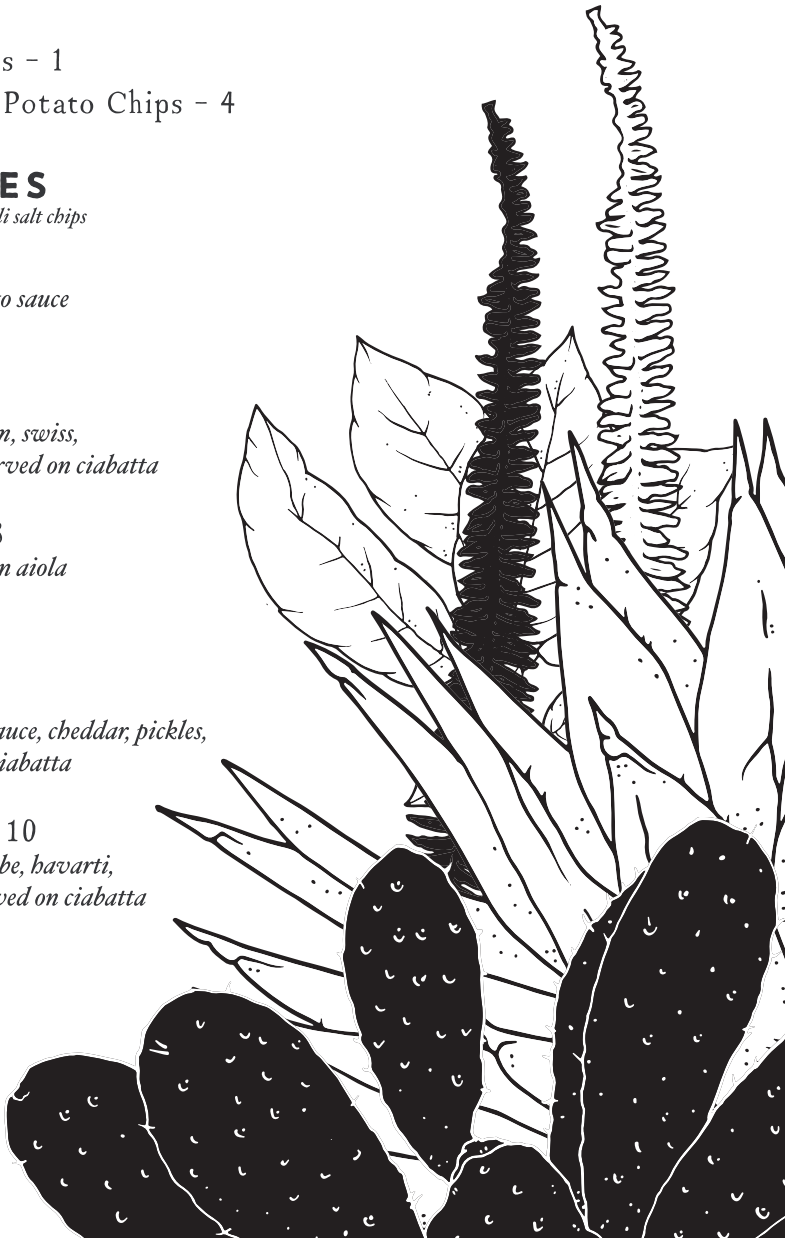 s – 1
Potato Chips – 4
ES
li salt chips
o sauce
n, swiss,
rved on ciabatta
n aiola
auce, cheddar, pickles,
iabatta
10
be, havarti,
ved on ciabatta